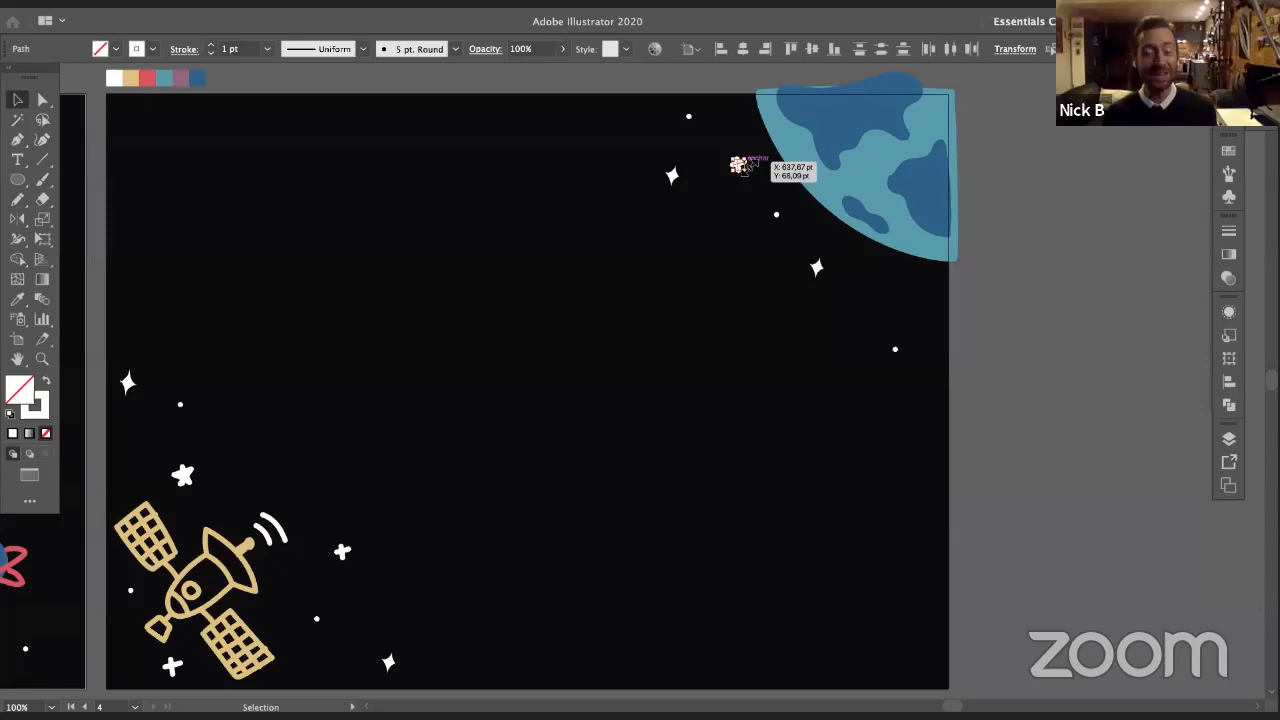 Adobe Illustrator 2020
Essentials C
Path
Stroke:
1 pt
Uniform
5 pt. Round
Opacity:
100%
Style:
Transform
Nick B
anchor
X: 637,67 pt
Y: 68,09 pt
zoom
100%
4
Selection